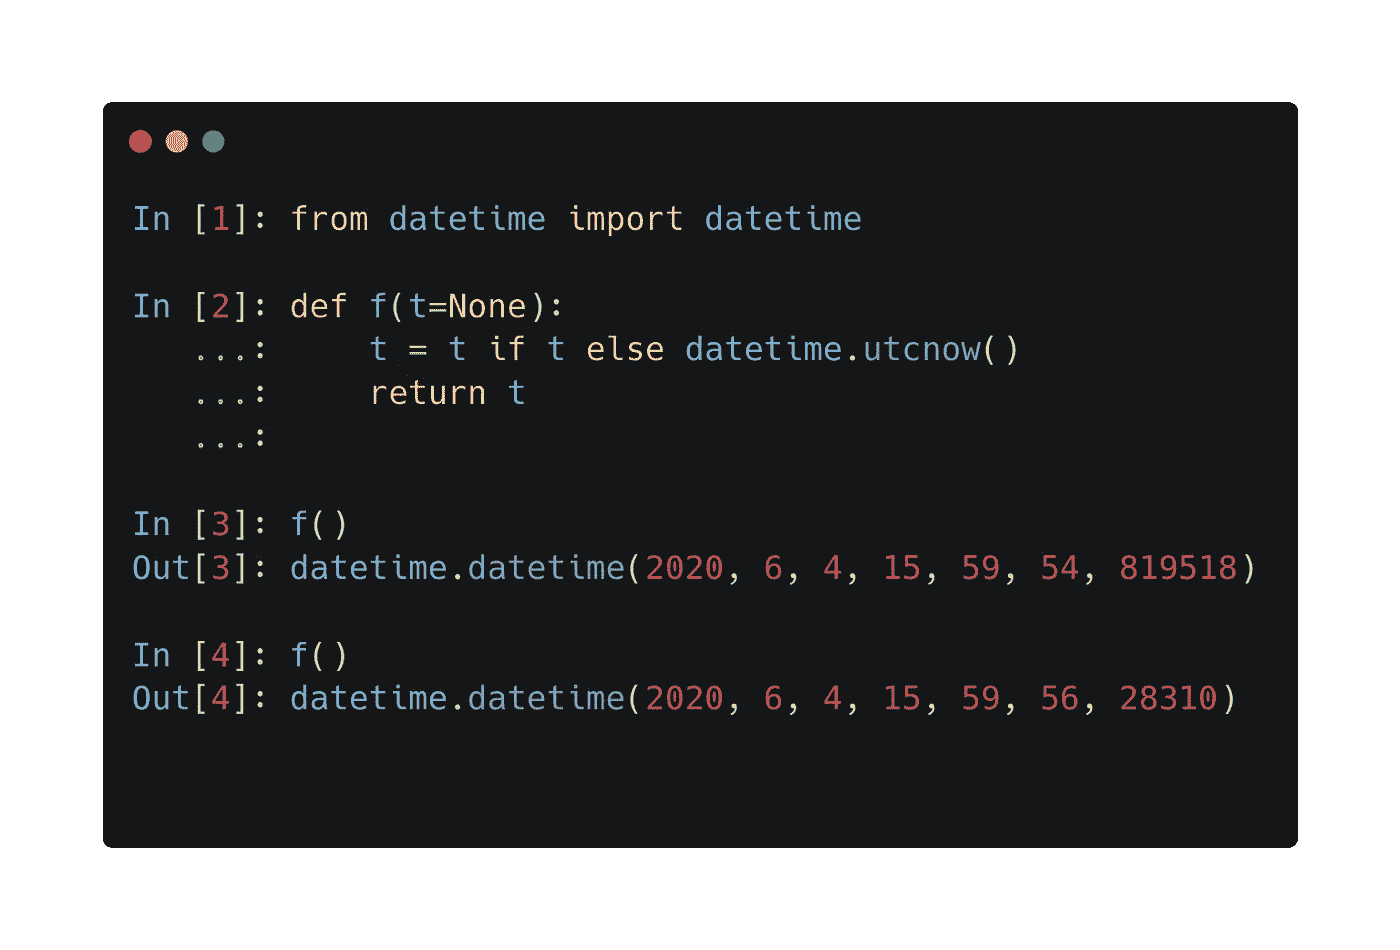 In [1]: from datetime import datetime
In [2]: def f(t=None):
   ...:     t = t if t else datetime.utcnow()
   ...:     return t
   ...:
In [3]: f()
Out[3]: datetime.datetime(2020, 6, 4, 15, 59, 54, 819518)
In [4]: f()
Out[4]: datetime.datetime(2020, 6, 4, 15, 59, 56, 28310)